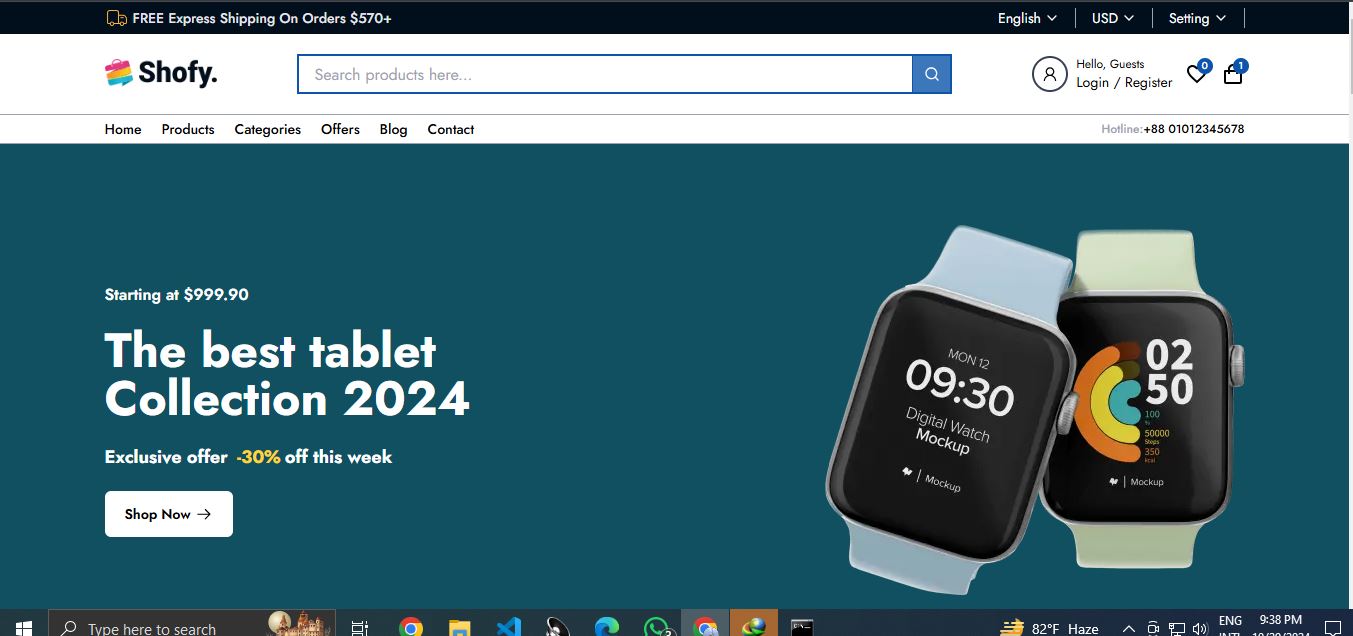 FREE Express Shipping On Orders $570+
English
USD
Setting
Shofy.
Search products here...
Hello, Guests
Login / Register
0
1
Home
Products
Categories
Offers
Blog
Contact
Hotline:+88 01012345678
Starting at $999.90
The best tablet
Collection 2024
Exclusive offer -30% off this week
Shop Now
MON 12
09:30
Digital Watch
Mockup
Mockup
02
50
100
%
50000
Steps
350
kcal
Mockup
Type here to search
82°F Haze
ENG
INTL
9:38 PM